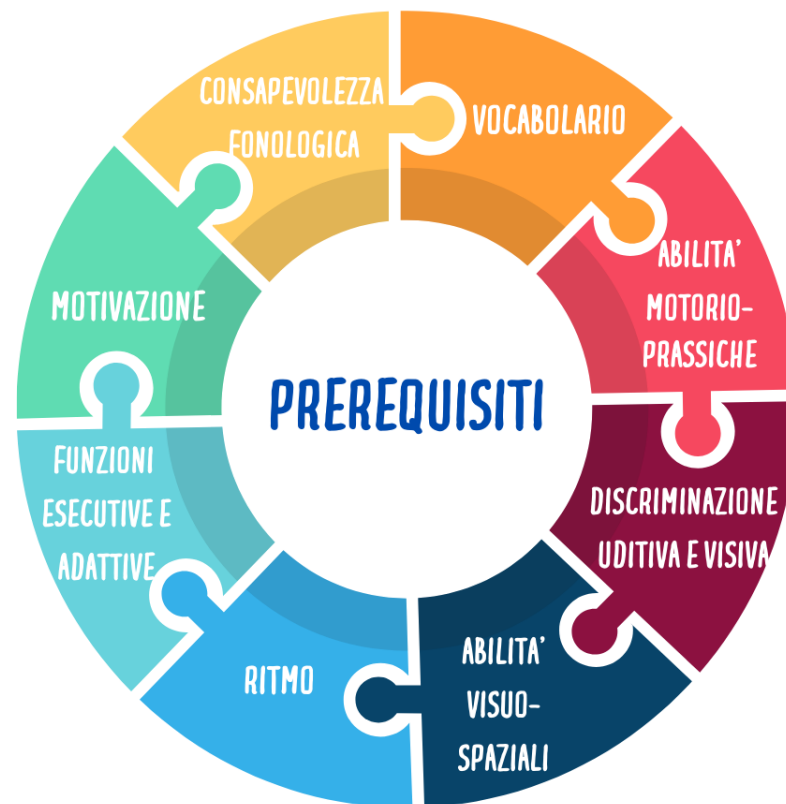 CONSAPEVOLEZZA
FONOLOGICA
VOCABOLARIO
ABILITA'
MOTORIO-
PRASSICHE
DISCRIMINAZIONE
UDITIVA E VISIVA
ABILITA'
VISUO-
SPAZIALI
RITMO
FUNZIONI
ESECUTIVE E
ADATTIVE
MOTIVAZIONE
PREREQUISITI